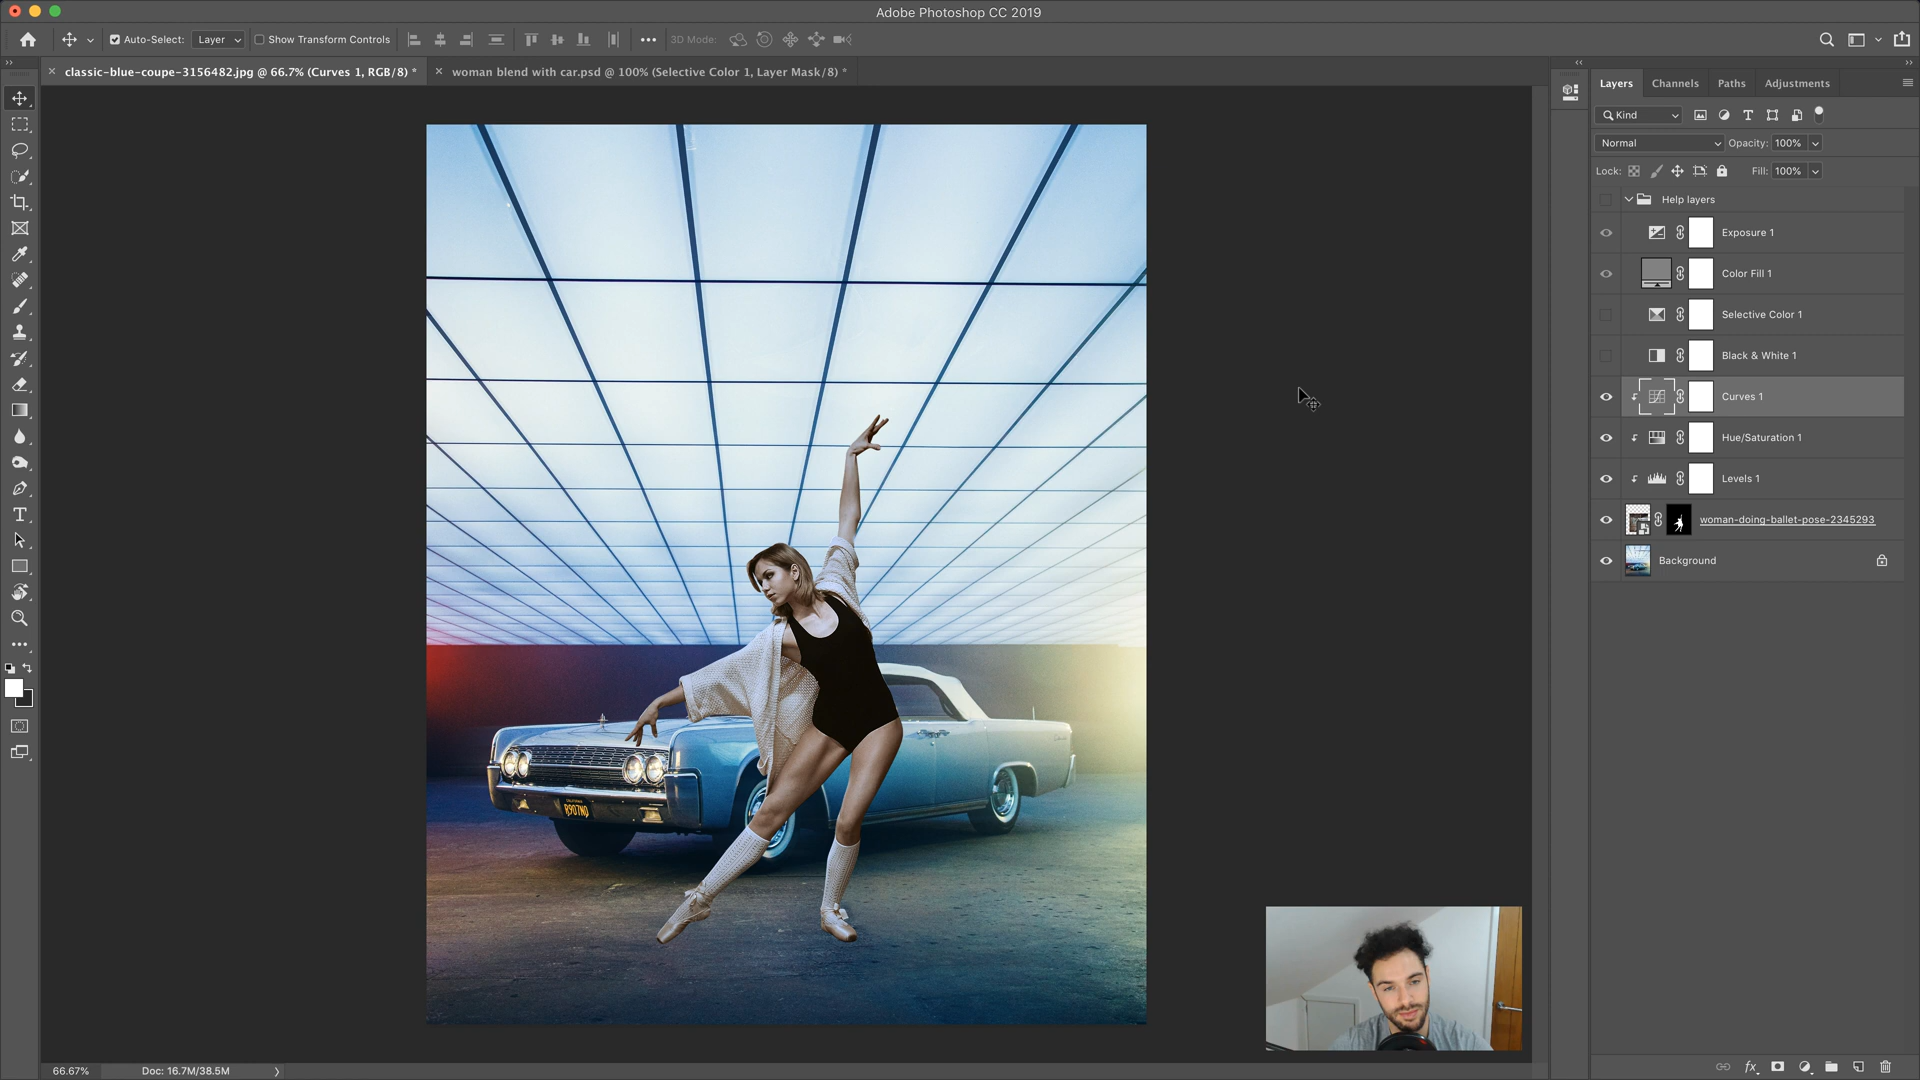 Adobe Photoshop CC 2019
Auto-Select: Layer Show Transform Controls 3D Mode:
classic-blue-coupe-3156482.jpg @ 66.7% (Curves 1, RGB/8) * woman blend with car.psd @ 100% (Selective Color 1, Layer Mask/8) *
Layers Channels Paths Adjustments
Kind
Normal Opacity: 100%
Lock: Fill: 100%
Help layers
Exposure 1
Color Fill 1
Selective Color 1
Black & White 1
Curves 1
Hue/Saturation 1
Levels 1
woman-doing-ballet-pose-2345293
Background
CALIFORNIA
66.67% Doc: 16.7M/38.5M